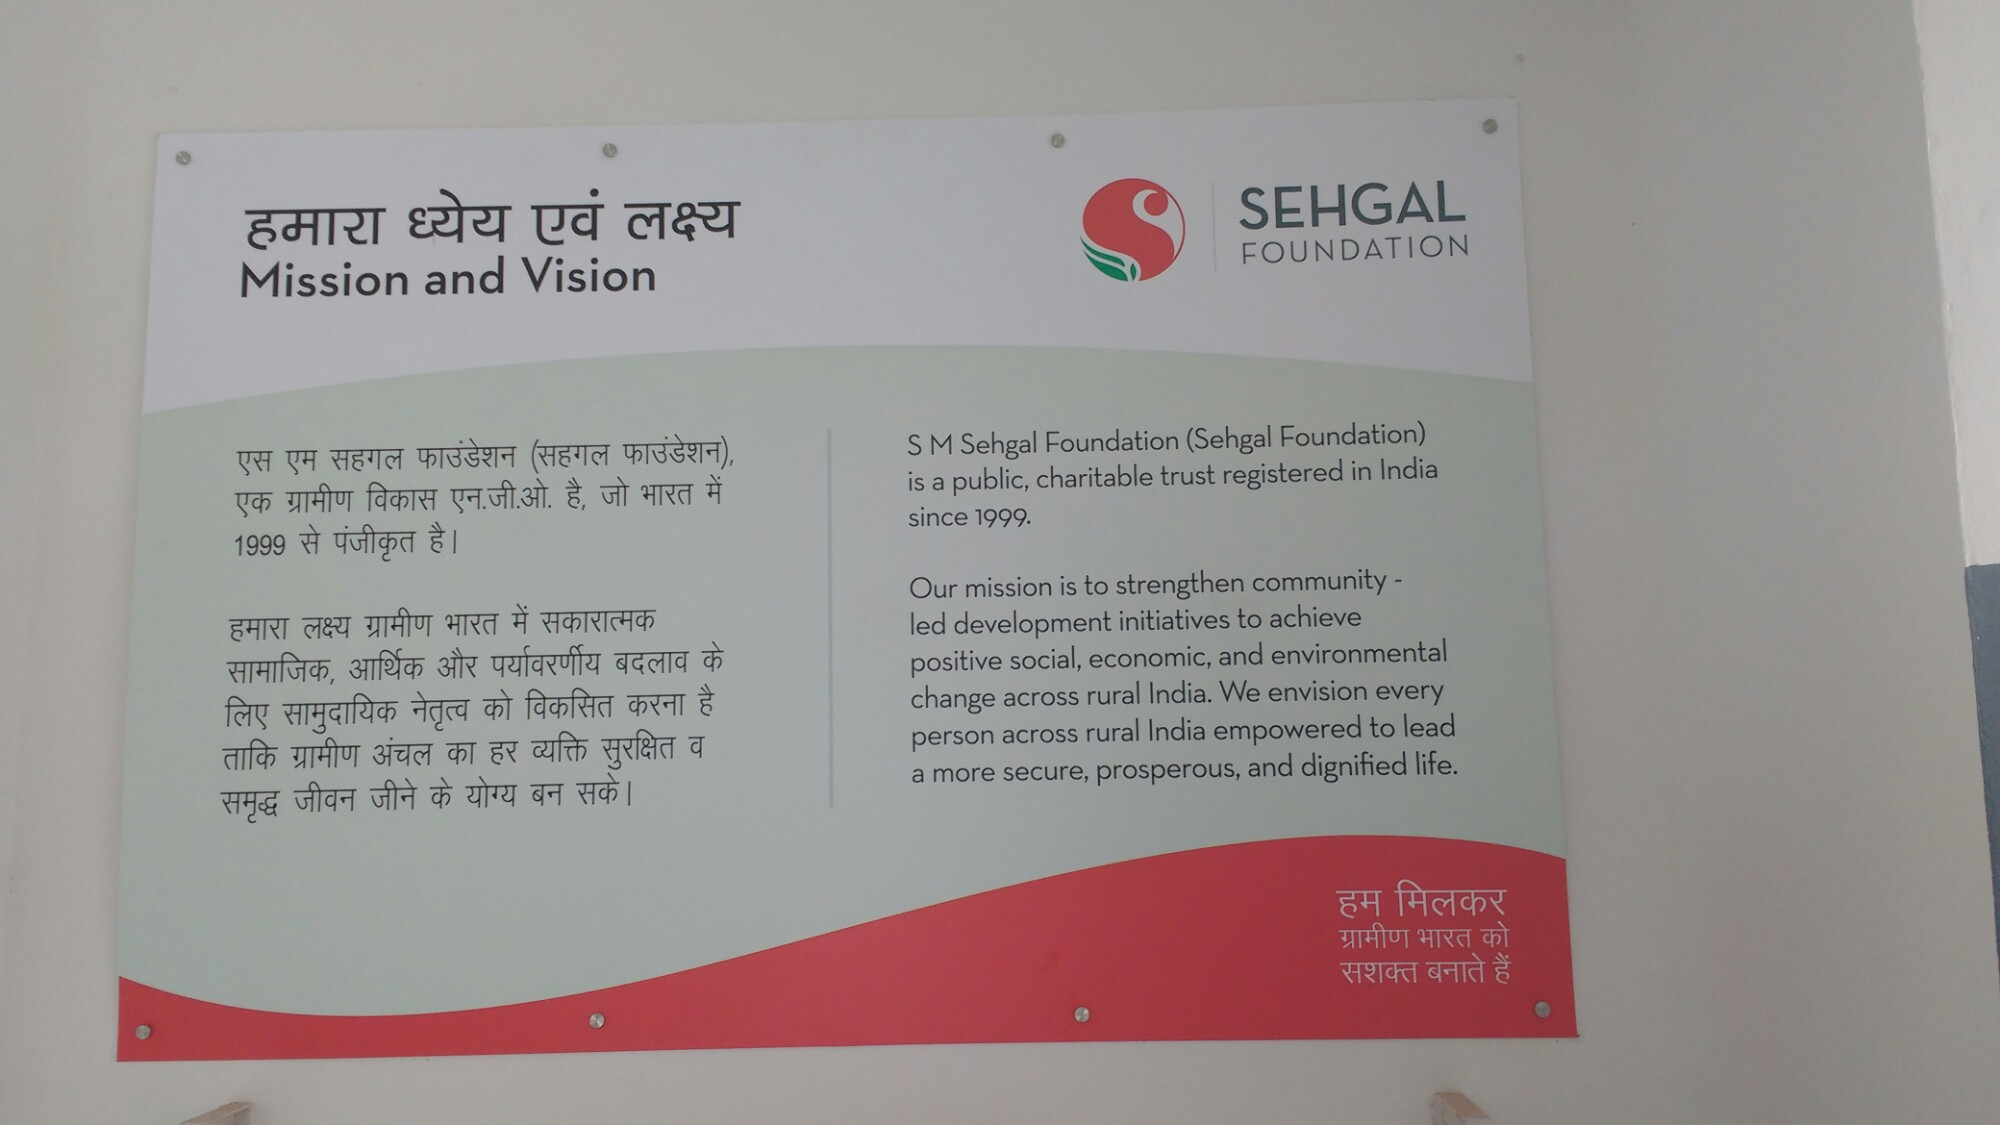 हमारा ध्येय एवं लक्ष्य
Mission and Vision
SEHGAL
FOUNDATION
एस एम सहगल फाउंडेशन (सहगल फाउंडेशन),
एक ग्रामीण विकास एन.जी.ओ. है, जो भारत में
1999 से पंजीकृत है।
हमारा लक्ष्य ग्रामीण भारत में सकारात्मक
सामाजिक, आर्थिक और पर्यावरर्णीय बदलाव के
लिए सामुदायिक नेतृत्व को विकसित करना है
ताकि ग्रामीण अंचल का हर व्यक्ति सुरक्षित व
समृद्ध जीवन जीने के योग्य बन सके।
S M Sehgal Foundation (Sehgal Foundation)
is a public, charitable trust registered in India
since 1999.
Our mission is to strengthen community -
led development initiatives to achieve
positive social, economic, and environmental
change across rural India. We envision every
person across rural India empowered to lead
a more secure, prosperous, and dignified life.
हम मिलकर
ग्रामीण भारत को
सशक्त बनाते हैं